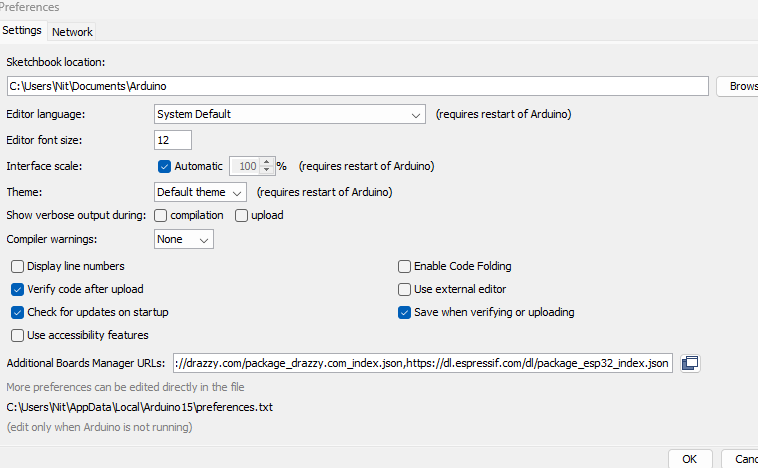 Preferences
Settings Network
Sketchbook location:
C:\Users\Nit\Documents\Arduino Brows
Editor language: System Default (requires restart of Arduino)
Editor font size: 12
Interface scale: Automatic 100 % (requires restart of Arduino)
Theme: Default theme (requires restart of Arduino)
Show verbose output during: compilation upload
Compiler warnings: None
Display line numbers Enable Code Folding
Verify code after upload Use external editor
Check for updates on startup Save when verifying or uploading
Use accessibility features
Additional Boards Manager URLs: ://drazzy.com/package_drazzy.com_index.json,https://dl.espressif.com/dl/package_esp32_index.json
More preferences can be edited directly in the file
C:\Users\Nit\AppData\Local\Arduino15\preferences.txt
(edit only when Arduino is not running)
OK Canc